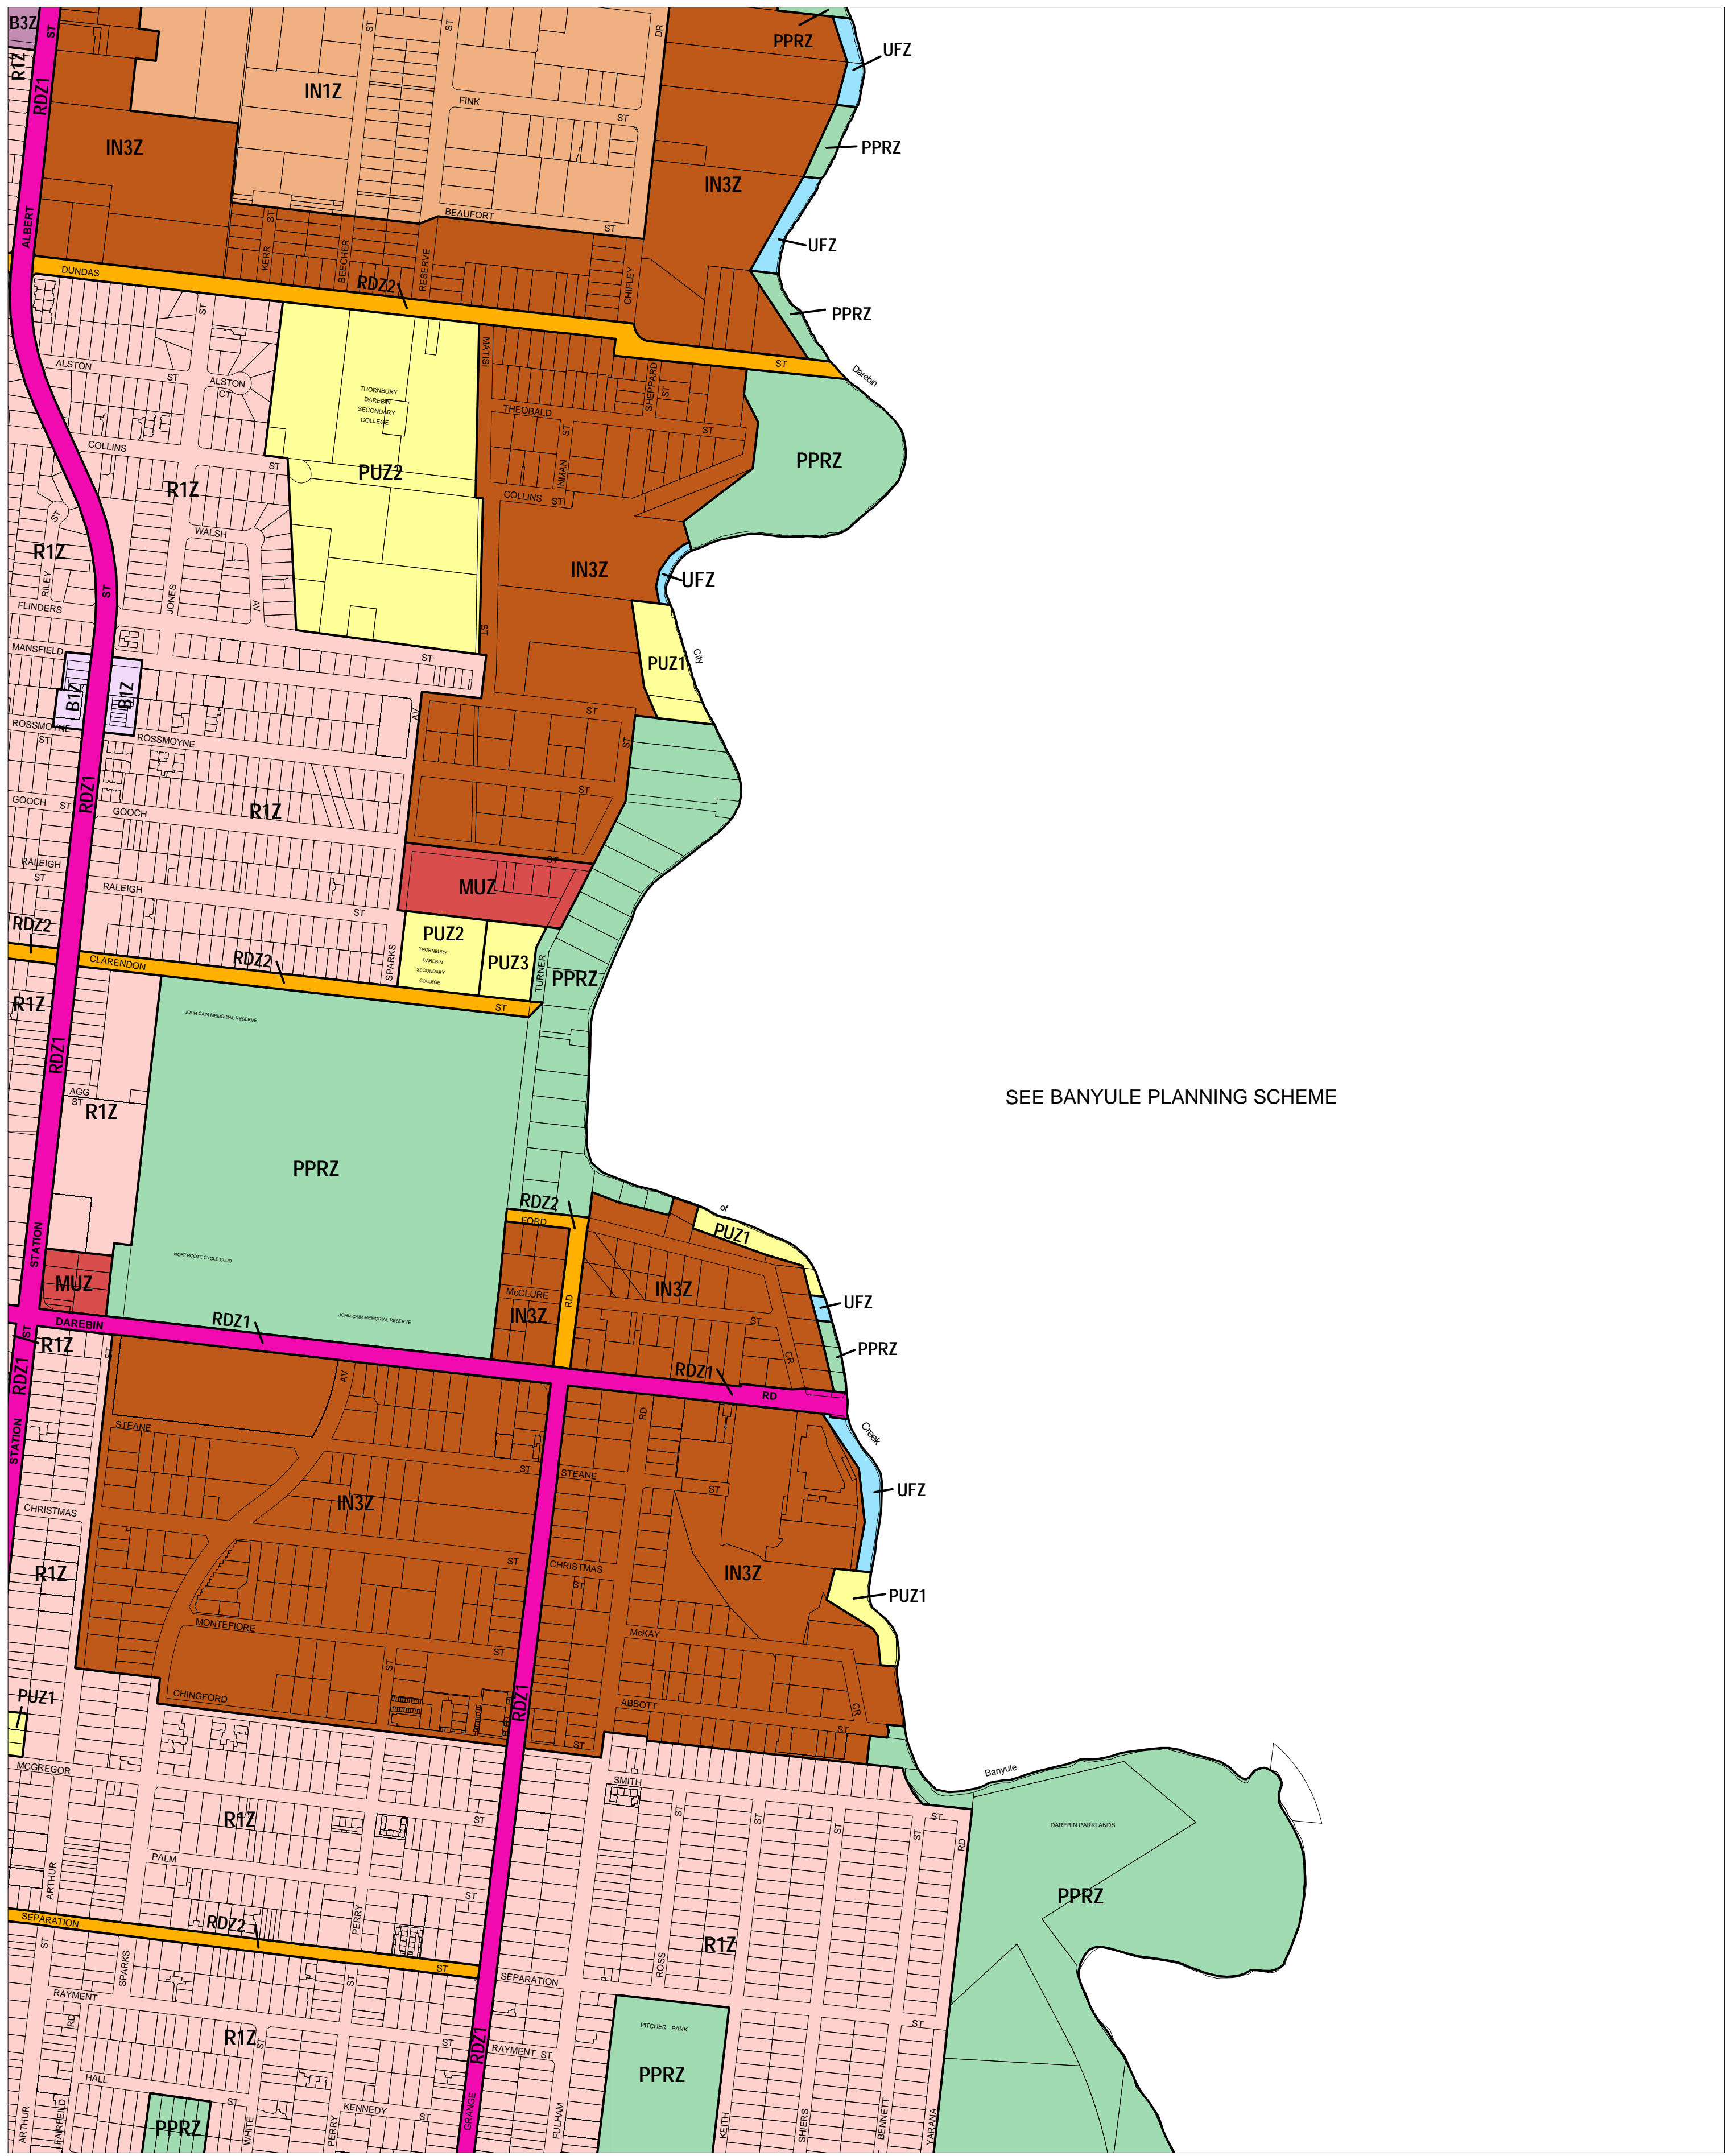 B3Z
ST
ST
ST
DR
PPRZ
UFZ
R1Z
RDZ1
IN1Z
FINK
ST
IN3Z
PPRZ
IN3Z
BEAUFORT
ST
ALBERT
KERR
ST
BEECHER
RESERVE
CHIFLEY
UFZ
DUNDAS
RDZ2
PPRZ
ST
MATISI
ST
Darebin
ALSTON
ST
ALSTON
CT
THORNBURY
DAREBIN
SECONDARY
COLLEGE
SHEPPARD
ST
THEOBALD
ST
ST
COLLINS
ST
PUZ2
PPRZ
R1Z
INMAN
COLLINS ST
ST
WALSH
R1Z
IN3Z
UFZ
RILEY
ST
JONES
AV
FLINDERS
ST
MANSFIELD
ST
PUZ1
City
B1Z
B1Z
AV
ST
ROSSMOYNE
ST
ROSSMOYNE
ST
RDZ1
ST
GOOCH ST
GOOCH
R1Z
RALEIGH
ST
RALEIGH
ST
ST
MUZ
RDZ2
CLARENDON
RDZ2
SPARKS
PUZ2
THORNBURY
DAREBIN
SECONDARY
COLLEGE
PUZ3
TURNER
PPRZ
R1Z
ST
JOHN CAIN MEMORIAL RESERVE
RDZ1
AGG
ST
R1Z
SEE BANYULE PLANNING SCHEME
PPRZ
RDZ2
of
FORD
PUZ1
STATION
NORTHCOTE CYCLE CLUB
MUZ
McCLURE
IN3Z
RD
IN3Z
UFZ
ST
DAREBIN
RDZ1
JOHN CAIN MEMORIAL RESERVE
ST
R1Z
ST
CR
PPRZ
RDZ1
AV
RDZ1
RD
RD
STATION
STEANE
Creek
ST
STEANE
ST
UFZ
CHRISTMAS
IN3Z
R1Z
ST
CHRISTMAS
ST
IN3Z
PUZ1
MONTEFIORE
ST
McKAY
PUZ1
CHINGFORD
ST
RDZ1
ABBOTT
CR
ST
ST
MCGREGOR
SMITH
Banyule
R1Z
ST
ST
ST
ST
ST
ST
RD
DAREBIN PARKLANDS
ARTHUR
PALM
ST
PERRY
PPRZ
SEPARATION
RDZ2
ST
R1Z
ROSS
ST
SPARKS
ST
SEPARATION
RAYMENT
RD
R1Z
ST
ST
RAYMENT ST
PITCHER PARK
ST
RDZ1
PPRZ
HALL
ST
KENNEDY
ST
PPRZ
ARTHUR
FAIRFEILD
WHITE
PERRY
GRANGE
FULHAM
KEITH
SHIERS
BENNETT
YARANA